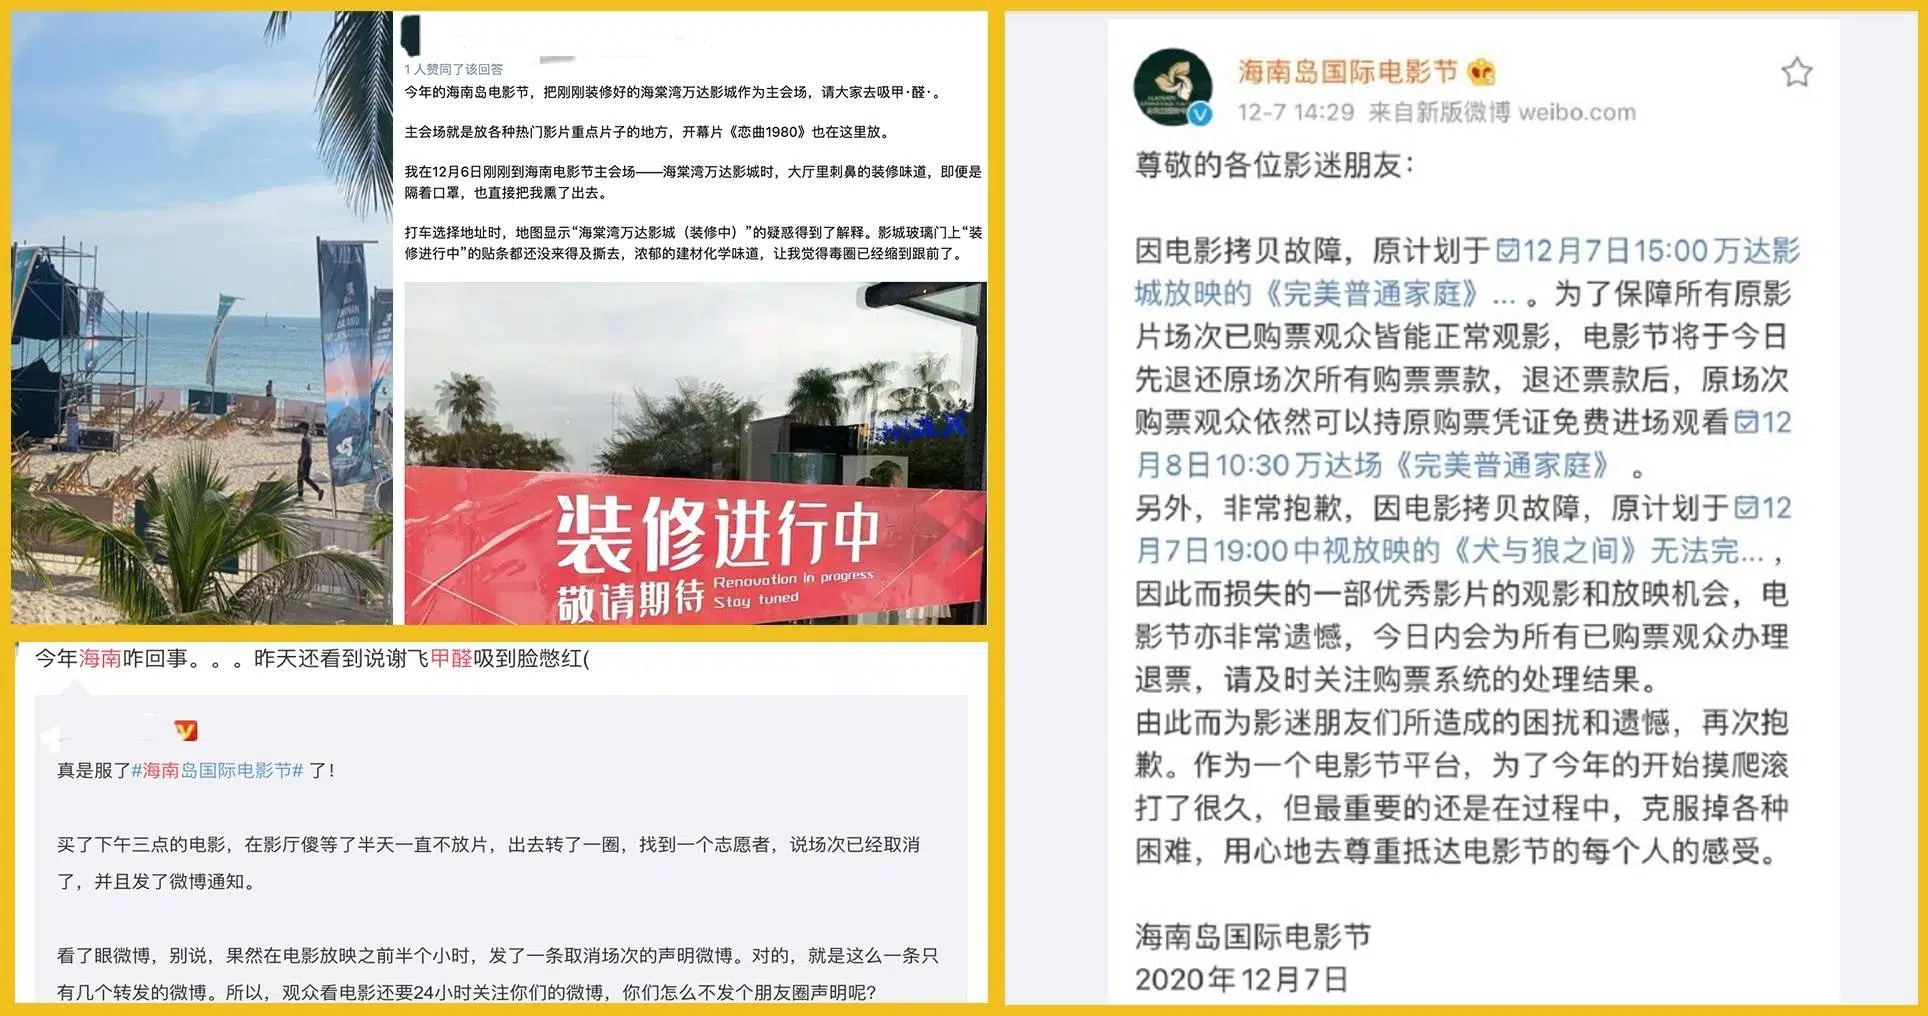 HAINAN
ISLAND
INTERNATIONAL
1人赞同了该回答
今年的海南岛电影节，把刚刚装修好的海棠湾万达影城作为主会场，请大家去吸甲·醛·。
主会场就是放各种热门影片重点片子的地方，开幕片《恋曲1980》也在这里放。
我在12月6日刚刚到海南电影节主会场——海棠湾万达影城时，大厅里刺鼻的装修味道，即便是
隔着口罩，也直接把我熏了出去。
打车选择地址时，地图显示“海棠湾万达影城（装修中）”的疑惑得到了解释。影城玻璃门上“装
修进行中”的贴条都还没来得及撕去，浓郁的建材化学味道，让我觉得毒圈已经缩到跟前了。
装修进行中
敬请期待 Renovation in progress
Stay tuned
今年海南咋回事。。。昨天还看到说谢飞甲醛吸到脸憋红(
真是服了#海南岛国际电影节# 了！
买了下午三点的电影，在影厅傻等了半天一直不放片，出去转了一圈，找到一个志愿者，说场次已经取消
了，并且发了微博通知。
看了眼微博，别说，果然在电影放映之前半个小时，发了一条取消场次的声明微博。对的，就是这么一条只
有几个转发的微博。所以，观众看电影还要24小时关注你们的微博，你们怎么不发个朋友圈声明呢？
海南岛国际电影节
12-7 14:29 来自新版微博 weibo.com
尊敬的各位影迷朋友：
因电影拷贝故障，原计划于12月7日15:00万达影
城放映的《完美普通家庭》... 。为了保障所有原影
片场次已购票观众皆能正常观影，电影节将于今日
先退还原场次所有购票票款，退还票款后，原场次
购票观众依然可以持原购票凭证免费进场观看12
月8日10:30万达场《完美普通家庭》 。
另外，非常抱歉，因电影拷贝故障，原计划于12
月7日19:00中视放映的《犬与狼之间》无法完... ，
因此而损失的一部优秀影片的观影和放映机会，电
影节亦非常遗憾，今日内会为所有已购票观众办理
退票，请及时关注购票系统的处理结果。
由此而为影迷朋友们所造成的困扰和遗憾，再次抱
歉。作为一个电影节平台，为了今年的开始摸爬滚
打了很久，但最重要的还是在过程中，克服掉各种
困难，用心地去尊重抵达电影节的每个人的感受。
海南岛国际电影节
2020年12月7日